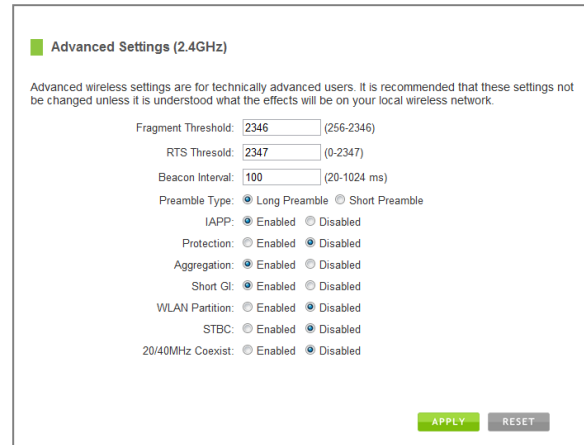 Advanced Settings (2.4GHz)
Advanced wireless settings are for technically advanced users. It is recommended that these settings not
be changed unless it is understood what the effects will be on your local wireless network.
Fragment Threshold: 2346 (256-2346)
RTS Thresold: 2347 (0-2347)
Beacon Interval: 100 (20-1024 ms)
Preamble Type: Long Preamble Short Preamble
IAPP: Enabled Disabled
Protection: Enabled Disabled
Aggregation: Enabled Disabled
Short GI: Enabled Disabled
WLAN Partition: Enabled Disabled
STBC: Enabled Disabled
20/40MHz Coexist: Enabled Disabled
APPLY RESET